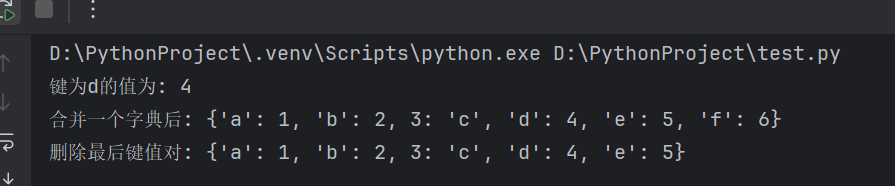 D:\PythonProject\.venv\Scripts\python.exe D:\PythonProject\test.py
键为d的值为: 4
合并一个字典后: {'a': 1, 'b': 2, 3: 'c', 'd': 4, 'e': 5, 'f': 6}
删除最后键值对: {'a': 1, 'b': 2, 3: 'c', 'd': 4, 'e': 5}